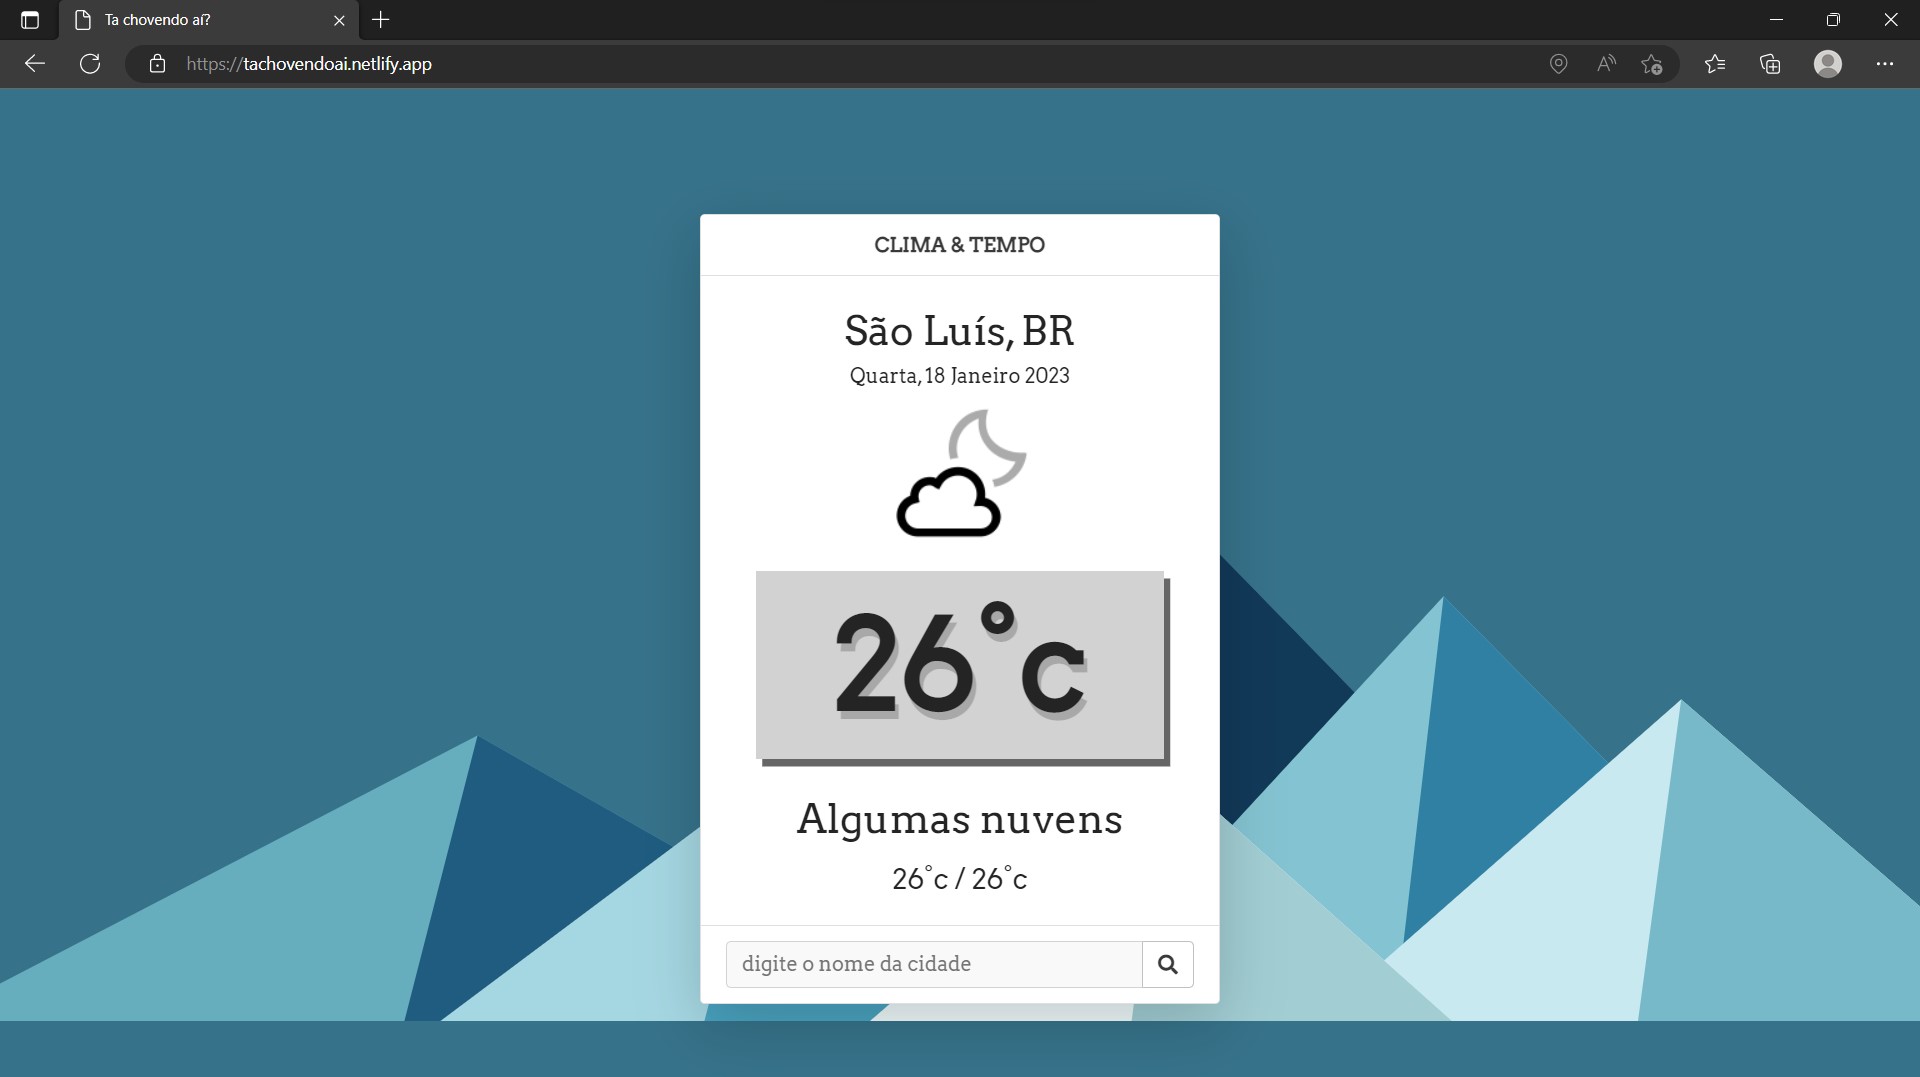 Ta chovendo aí?
https://tachovendoai.netlify.app
CLIMA & TEMPO
São Luís, BR
Quarta, 18 Janeiro 2023
26°c
Algumas nuvens
26°c / 26°c
digite o nome da cidade